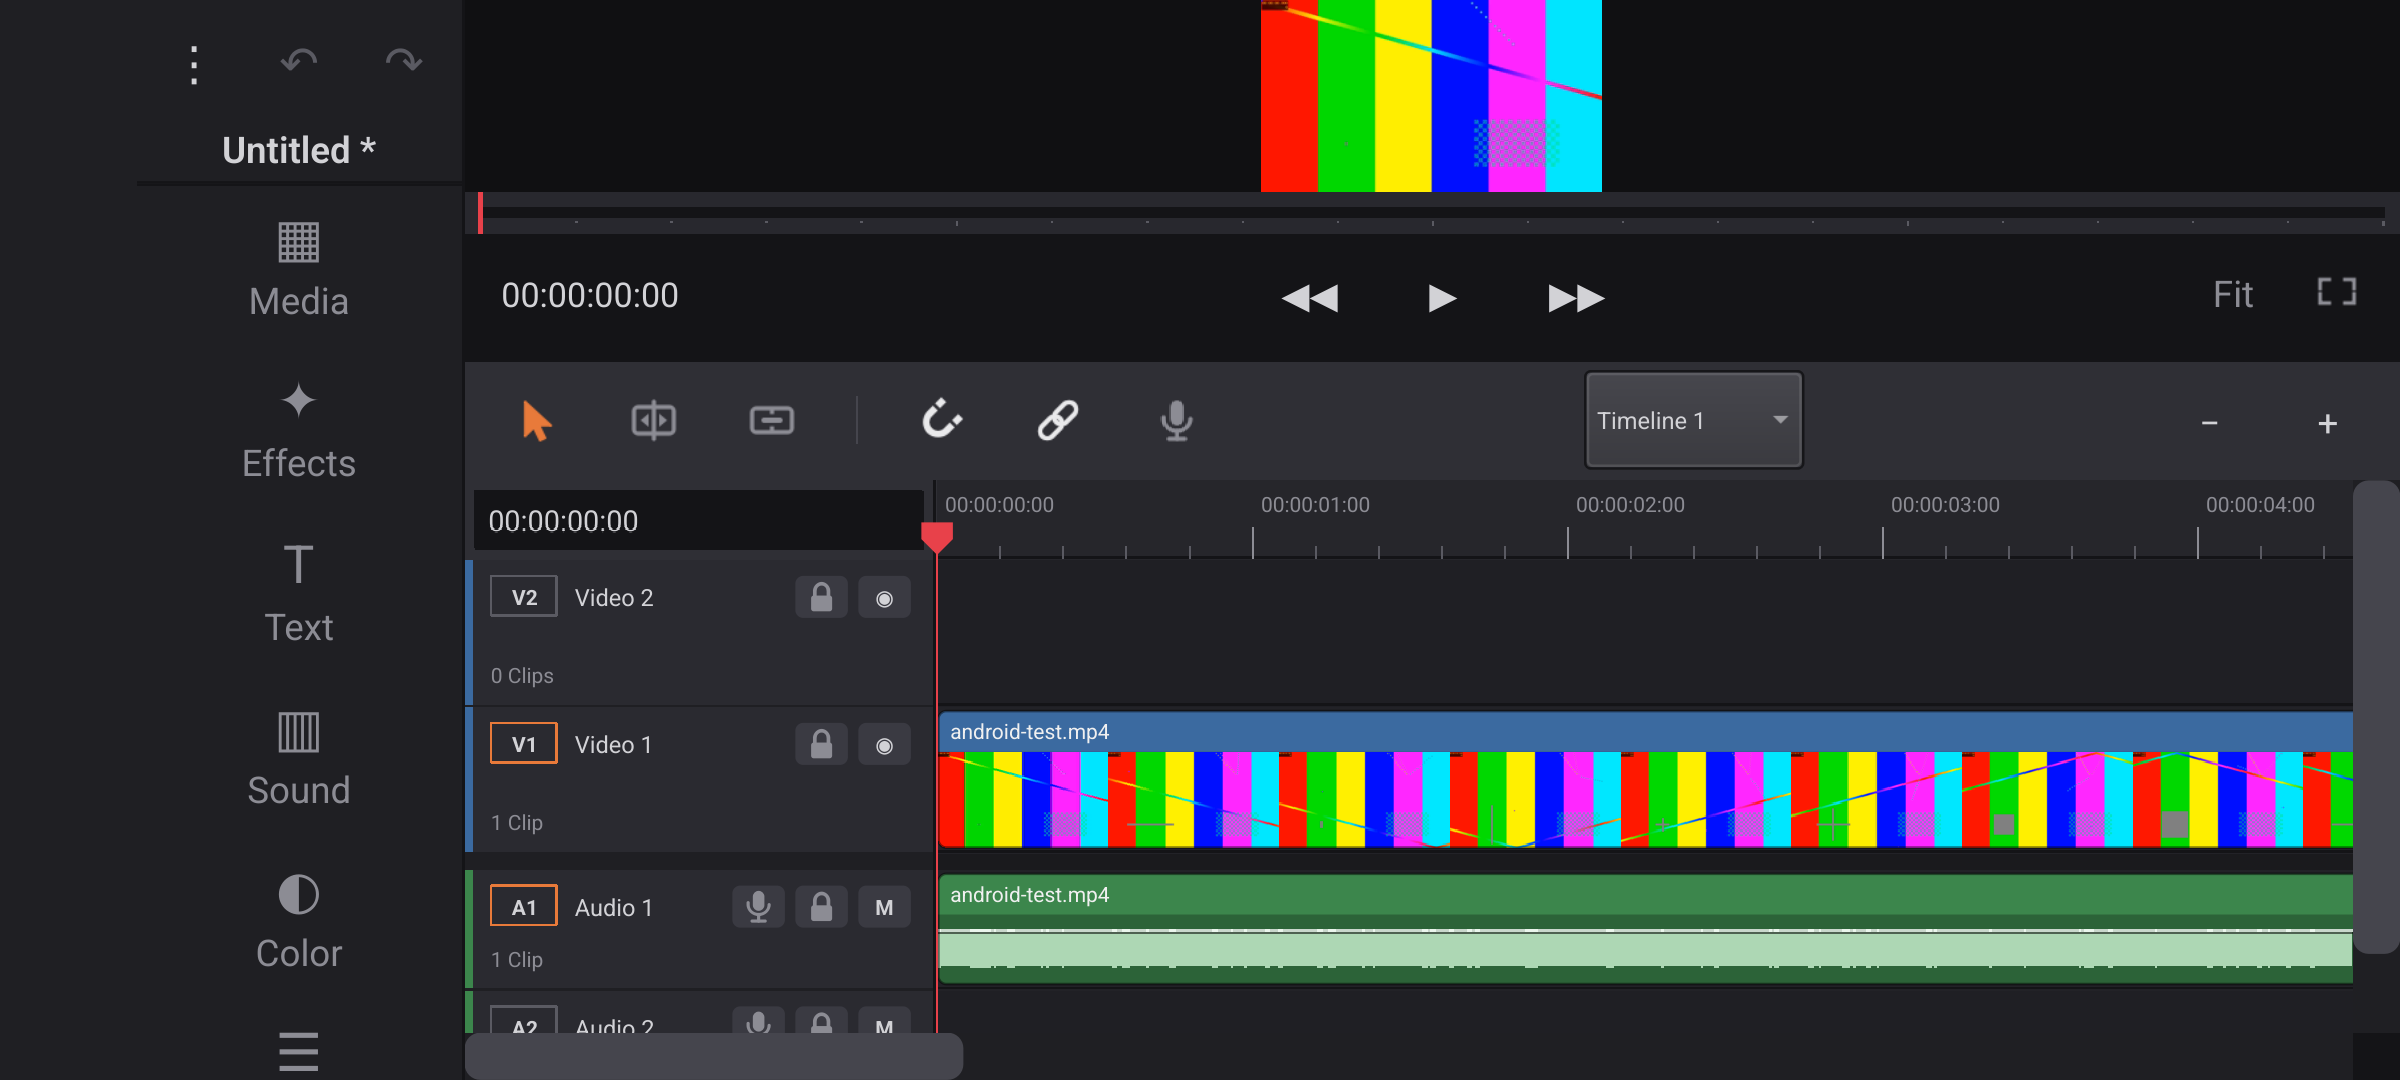 Untitled *
Media
Effects
Text
Sound
Color
00:00:00:00
Fit
Timeline 1
00:00:00:00
00:00:00:00
00:00:01:00
00:00:02:00
00:00:03:00
00:00:04:00
V2 Video 2
0 Clips
V1 Video 1
1 Clip
android-test.mp4
A1 Audio 1 M
1 Clip
android-test.mp4
A2 Audio 2 M